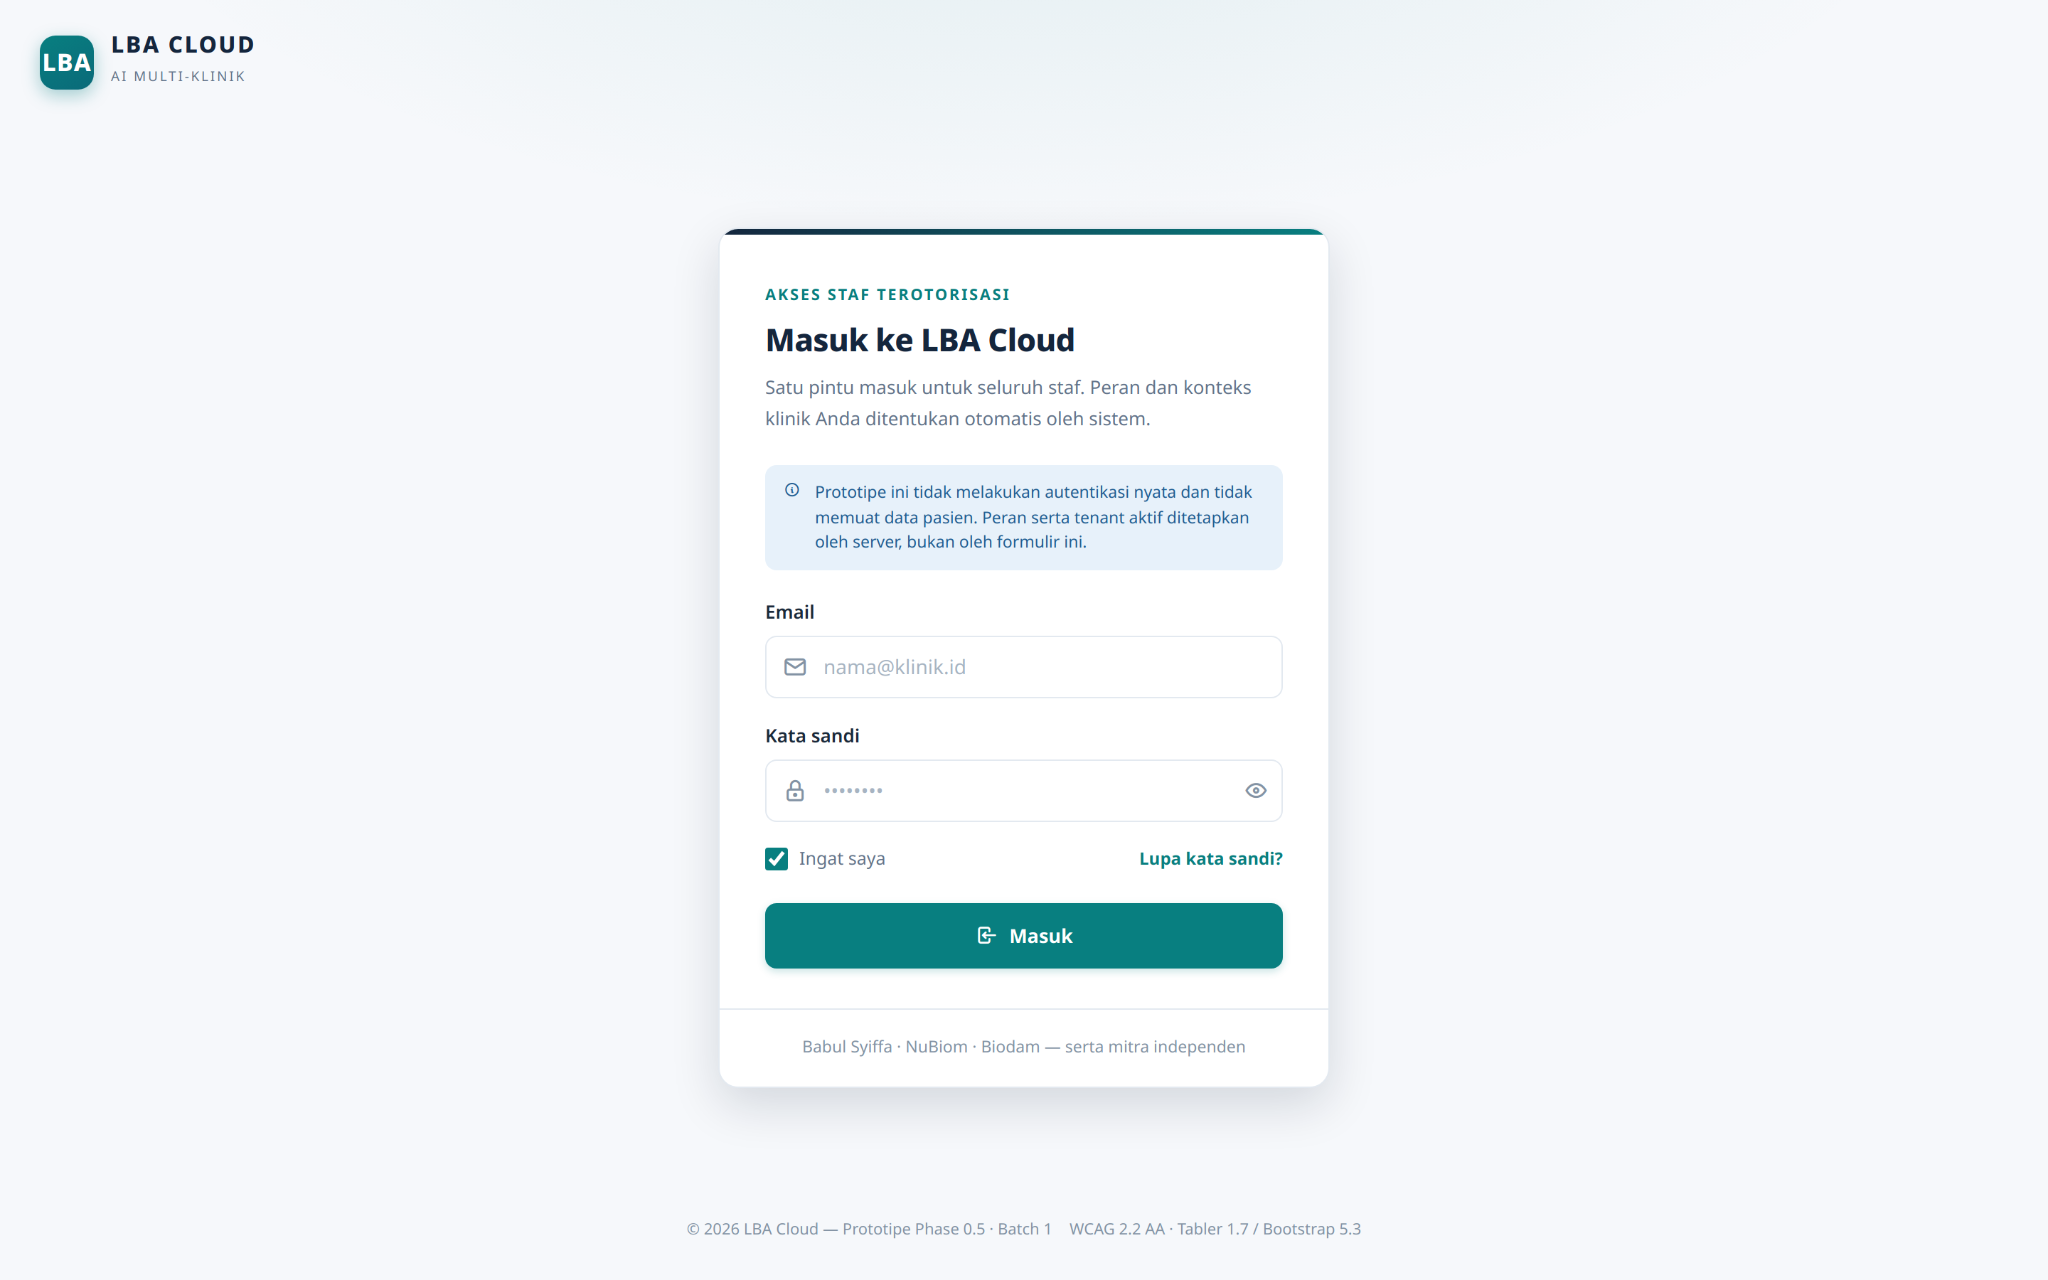 LBA
LBA CLOUD
AI MULTI-KLINIK
AKSES STAF TEROTORISASI
Masuk ke LBA Cloud
Satu pintu masuk untuk seluruh staf. Peran dan konteks
klinik Anda ditentukan otomatis oleh sistem.
Prototipe ini tidak melakukan autentikasi nyata dan tidak
memuat data pasien. Peran serta tenant aktif ditetapkan
oleh server, bukan oleh formulir ini.
Email
nama@klinik.id
Kata sandi
••••••••
Ingat saya
Lupa kata sandi?
Masuk
Babul Syiffa · NuBiom · Biodam — serta mitra independen
© 2026 LBA Cloud — Prototipe Phase 0.5 · Batch 1 WCAG 2.2 AA · Tabler 1.7 / Bootstrap 5.3